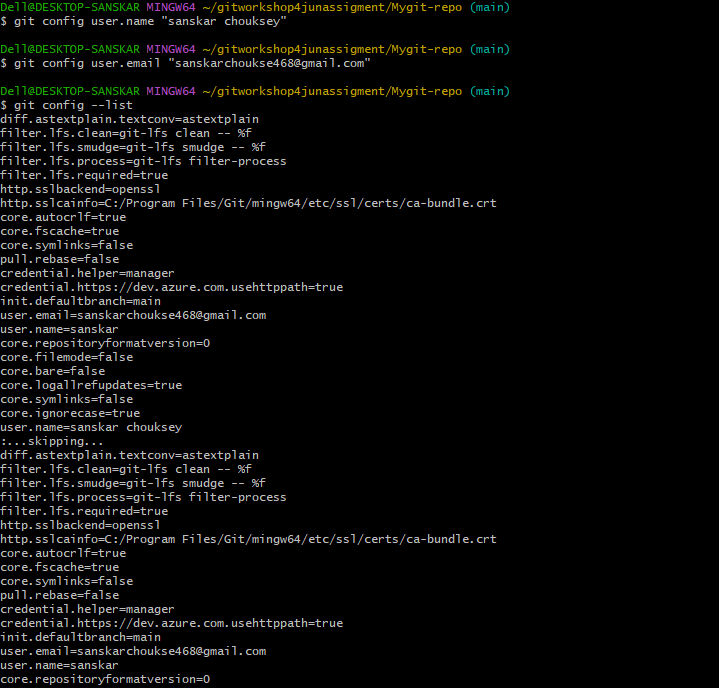 Dell@DESKTOP-SANSKAR MINGW64 ~/gitworkshop4junassigment/Mygit-repo (main)
$ git config user.name "sanskar chouksey"
Dell@DESKTOP-SANSKAR MINGW64 ~/gitworkshop4junassigment/Mygit-repo (main)
$ git config user.email "sanskarchoukse468@gmail.com"
Dell@DESKTOP-SANSKAR MINGW64 ~/gitworkshop4junassigment/Mygit-repo (main)
$ git config --list
diff.astextplain.textconv=astextplain
filter.lfs.clean=git-lfs clean -- %f
filter.lfs.smudge=git-lfs smudge -- %f
filter.lfs.process=git-lfs filter-process
filter.lfs.required=true
http.sslbackend=openssl
http.sslcainfo=C:/Program Files/Git/mingw64/etc/ssl/certs/ca-bundle.crt
core.autocrlf=true
core.fscache=true
core.symlinks=false
pull.rebase=false
credential.helper=manager
credential.https://dev.azure.com.usehttppath=true
init.defaultbranch=main
user.email=sanskarchoukse468@gmail.com
user.name=sanskar
core.repositoryformatversion=0
core.filemode=false
core.bare=false
core.logallrefupdates=true
core.symlinks=false
core.ignorecase=true
user.name=sanskar chouksey
:...skipping...
diff.astextplain.textconv=astextplain
filter.lfs.clean=git-lfs clean -- %f
filter.lfs.smudge=git-lfs smudge -- %f
filter.lfs.process=git-lfs filter-process
filter.lfs.required=true
http.sslbackend=openssl
http.sslcainfo=C:/Program Files/Git/mingw64/etc/ssl/certs/ca-bundle.crt
core.autocrlf=true
core.fscache=true
core.symlinks=false
pull.rebase=false
credential.helper=manager
credential.https://dev.azure.com.usehttppath=true
init.defaultbranch=main
user.email=sanskarchoukse468@gmail.com
user.name=sanskar
core.repositoryformatversion=0